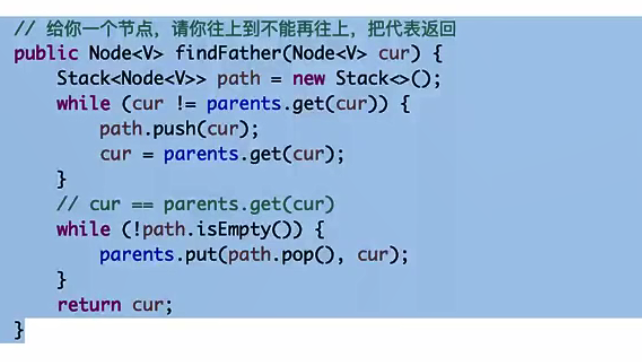 // 给你一个节点，请你往上到不能再往上，把代表返回
public Node<V> findFather(Node<V> cur) {
    Stack<Node<V>> path = new Stack<>();
    while (cur != parents.get(cur)) {
        path.push(cur);
        cur = parents.get(cur);
    }
    // cur == parents.get(cur)
    while (!path.isEmpty()) {
        parents.put(path.pop(), cur);
    }
    return cur;
}